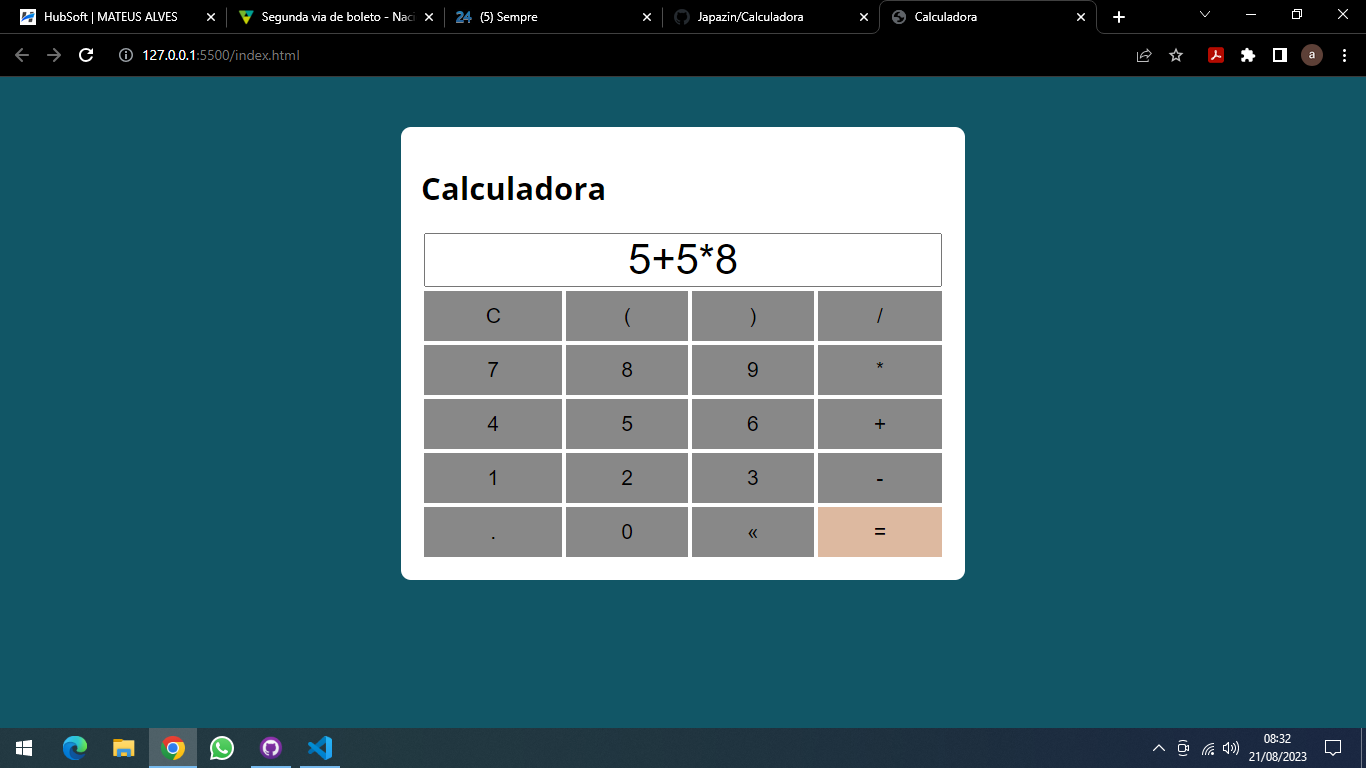 HubSoft | MATEUS ALVES
Segunda via de boleto - Naci
24 (5) Sempre
Japazin/Calculadora
Calculadora
127.0.0.1:5500/index.html
a
Calculadora
5+5*8
C ( ) /
7 8 9 *
4 5 6 +
1 2 3 -
. 0 « =
08:32
21/08/2023